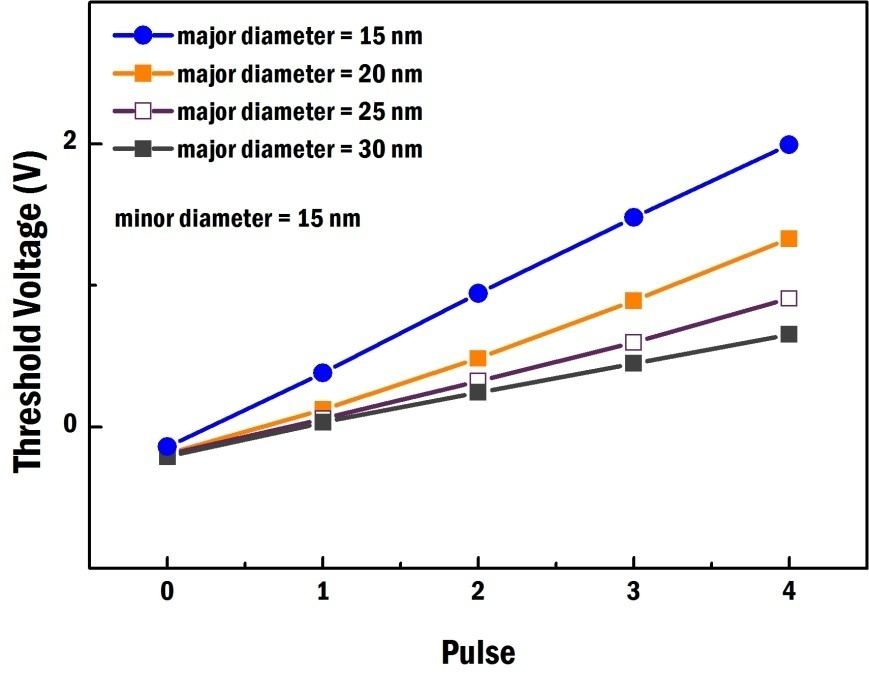 major diameter = 15 nm
major diameter = 20 nm
major diameter = 25 nm
major diameter = 30 nm
minor diameter = 15 nm
Threshold Voltage (V)
2
0
0 1 2 3 4
Pulse